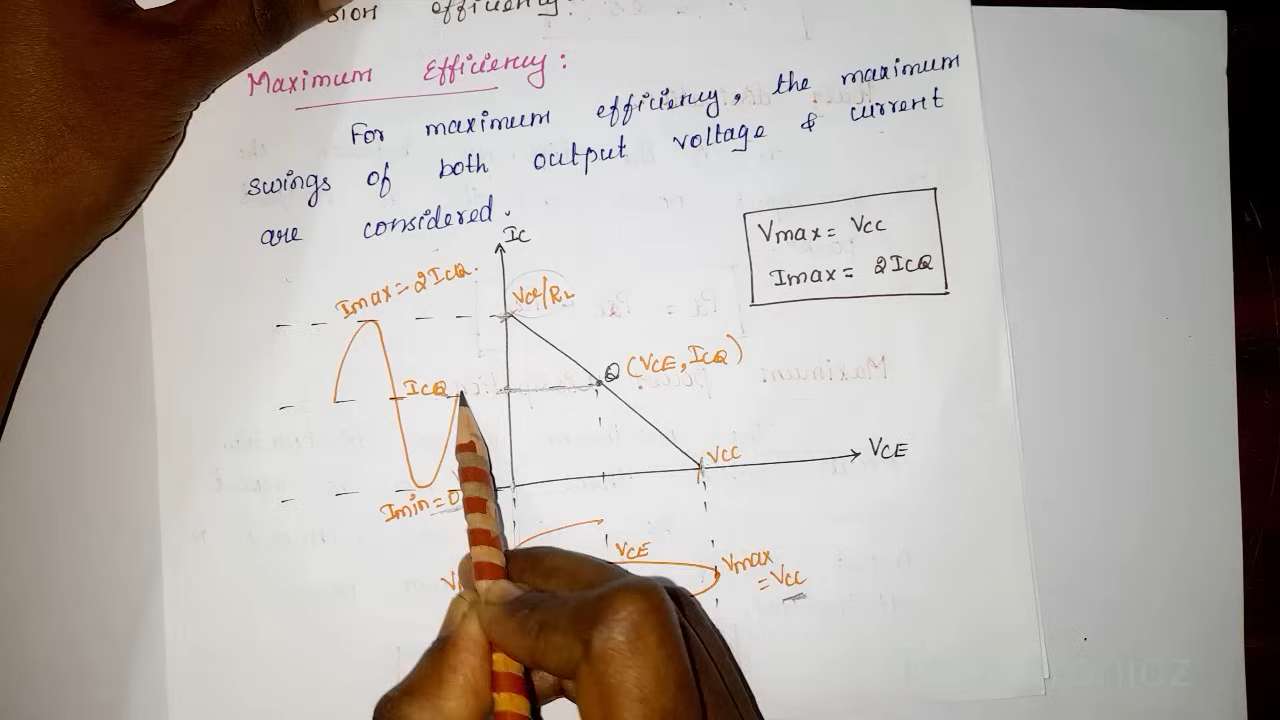 efficiency.
Maximum Efficiency:
For maximum efficiency, the maximum
swings of both output voltage & current
are considered.
Vmax = Vcc
Imax = 2ICQ
IC
Imax = 2ICQ.
Vcc/RL
Q (VCE, ICQ)
ICQ
VCC
VCE
Imin = 0
VCE
Vmax
= Vcc